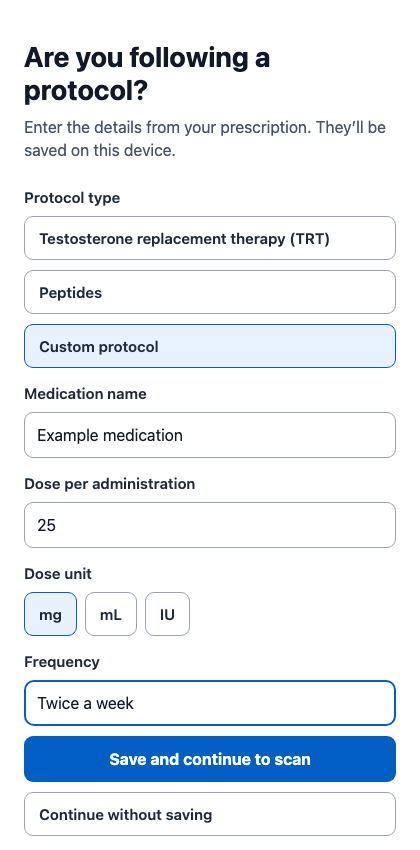 Are you following a
protocol?
Enter the details from your prescription. They’ll be
saved on this device.
Protocol type
Testosterone replacement therapy (TRT)
Peptides
Custom protocol
Medication name
Example medication
Dose per administration
25
Dose unit
mg mL IU
Frequency
Twice a week
Save and continue to scan
Continue without saving